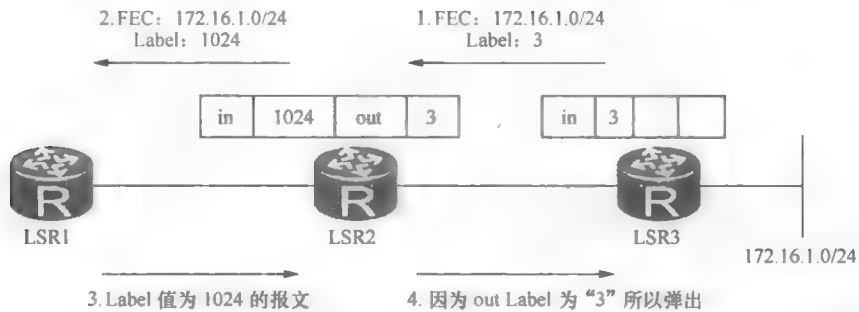 2. FEC: 172.16.1.0/24
Label: 1024
1. FEC: 172.16.1.0/24
Label: 3
in 1024 out 3
in 3
R
LSR1
R
LSR2
R
LSR3
172.16.1.0/24
3. Label 值为 1024 的报文
4. 因为 out Label 为“3”所以弹出